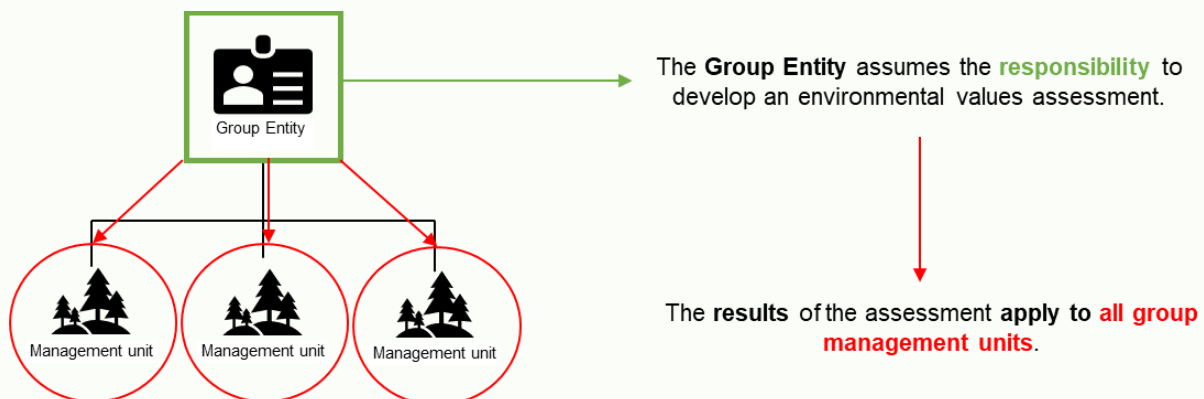 Group Entity
The Group Entity assumes the responsibility to
develop an environmental values assessment.
Management unit
Management unit
Management unit
The results of the assessment apply to all group
management units.